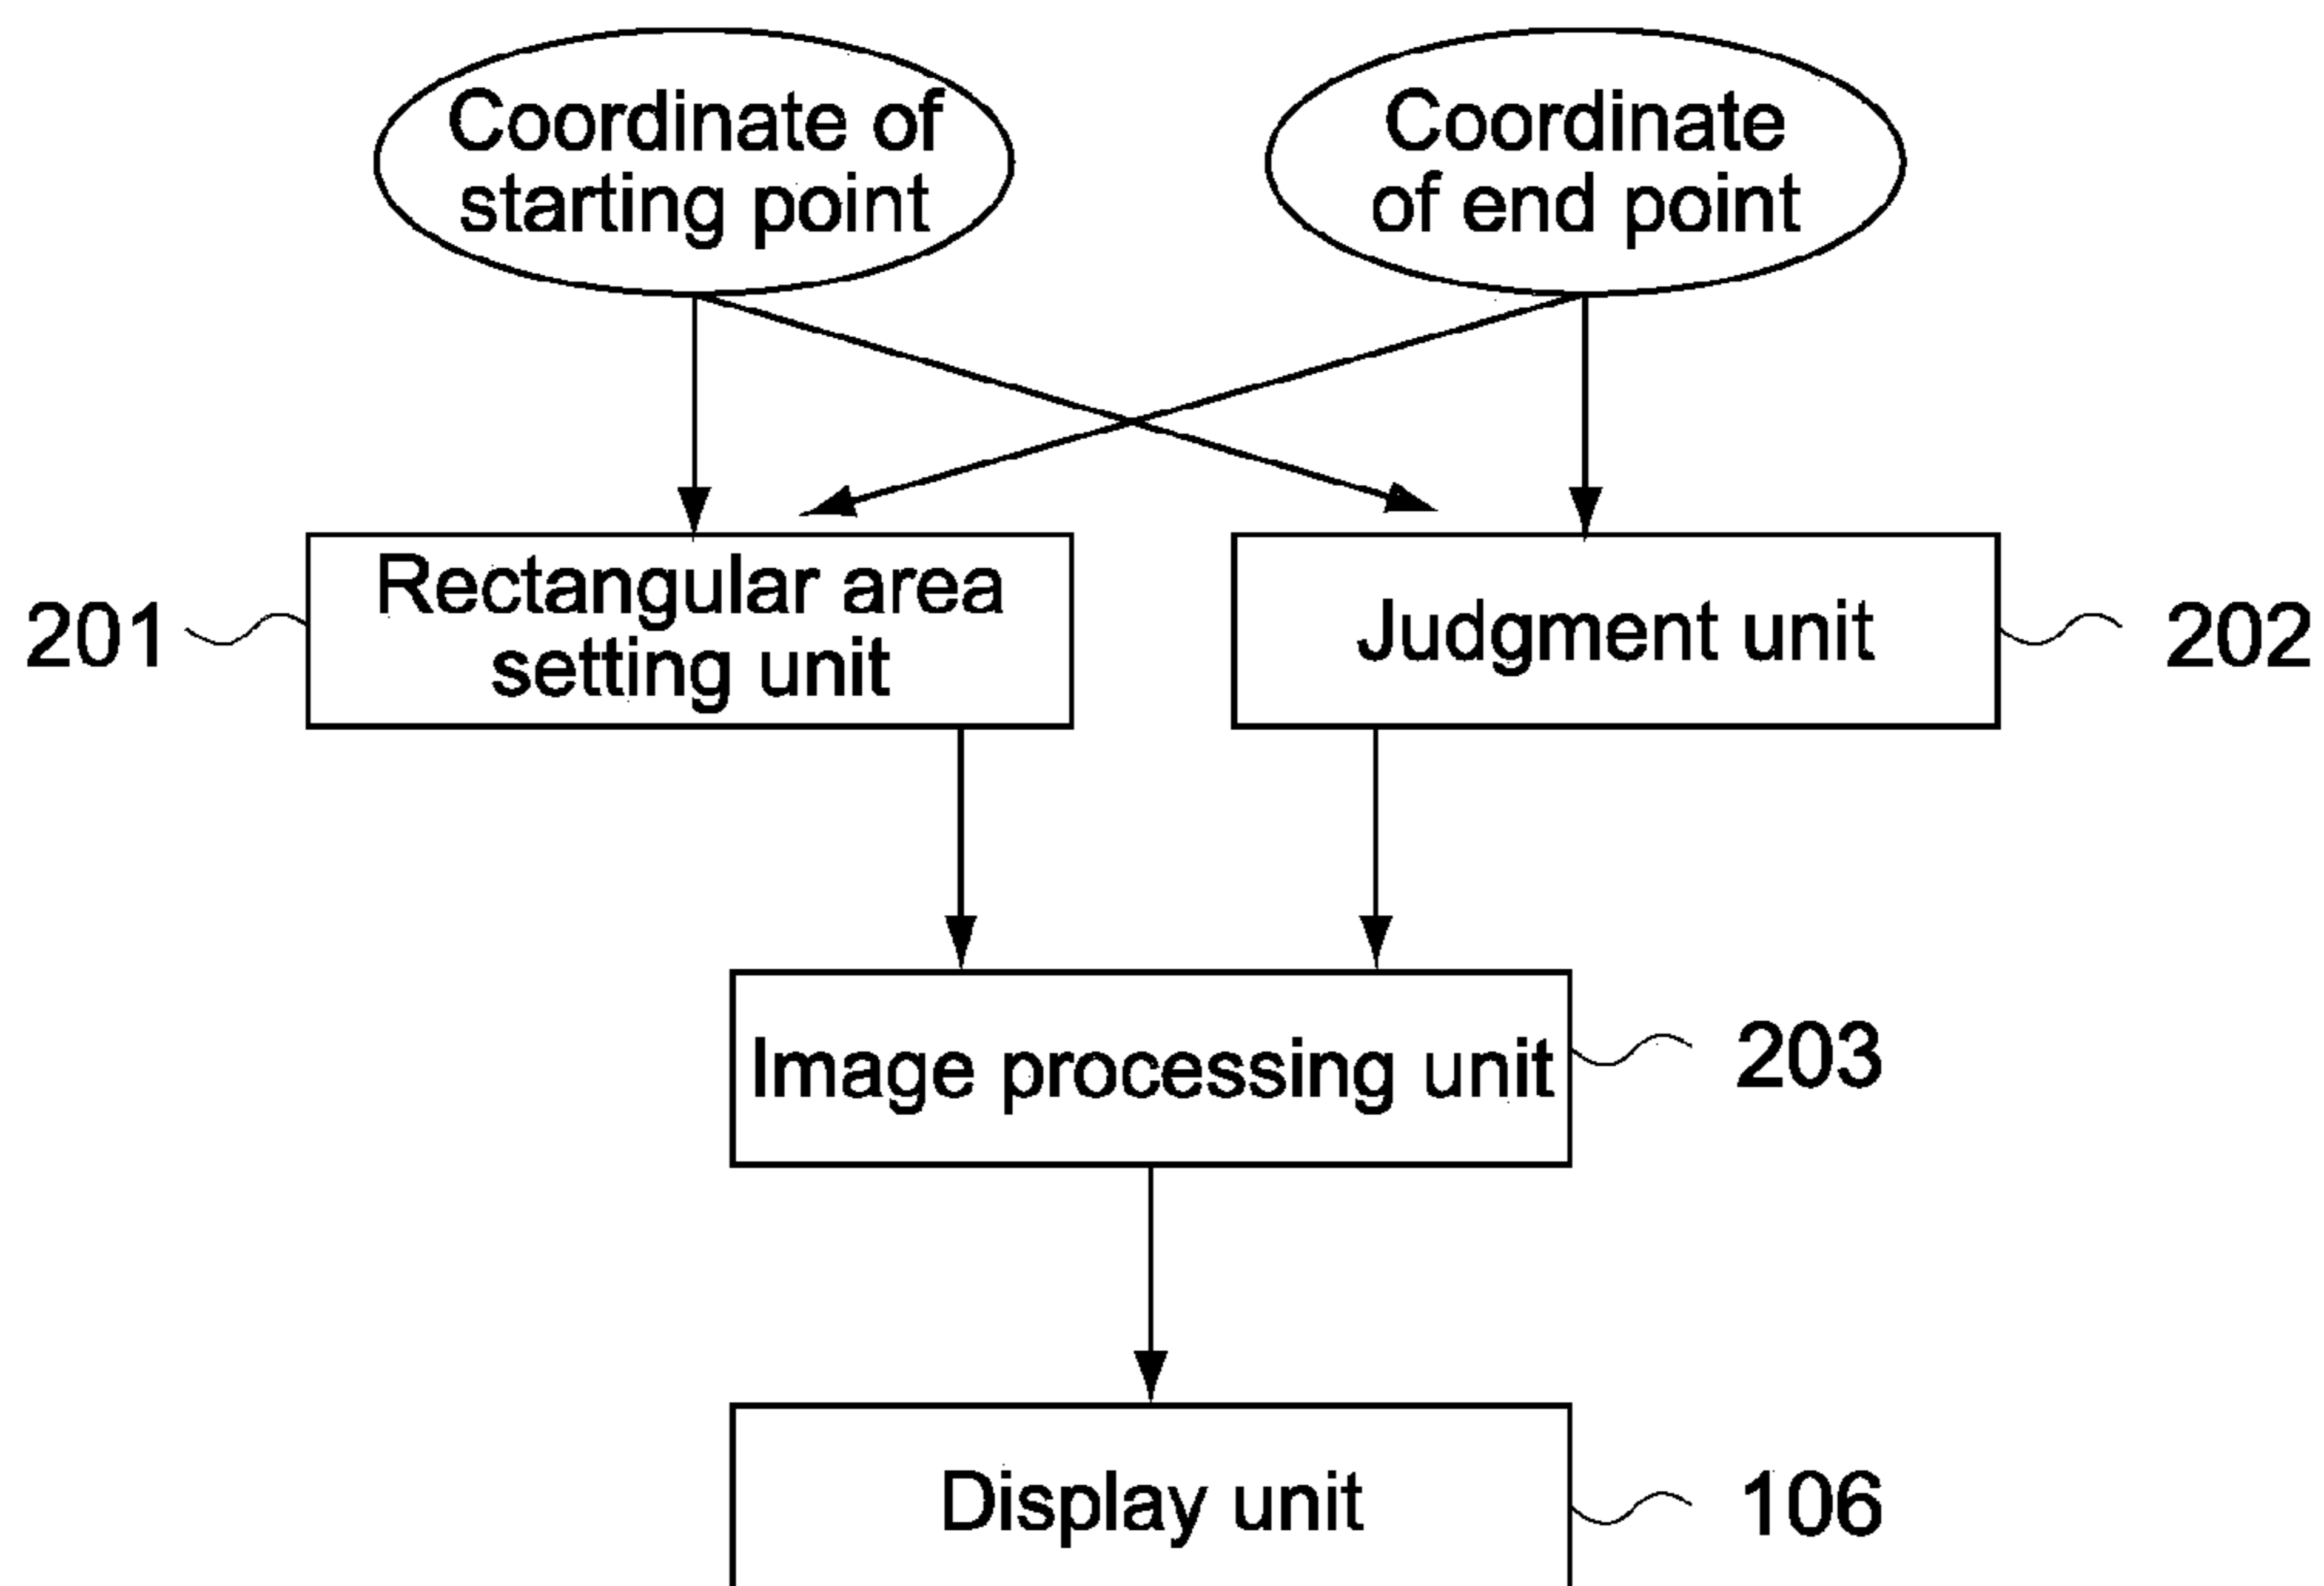 Coordinate of
starting point
Coordinate
of end point
201
Rectangular area
setting unit
Judgment unit
202
Image processing unit
203
Display unit
106